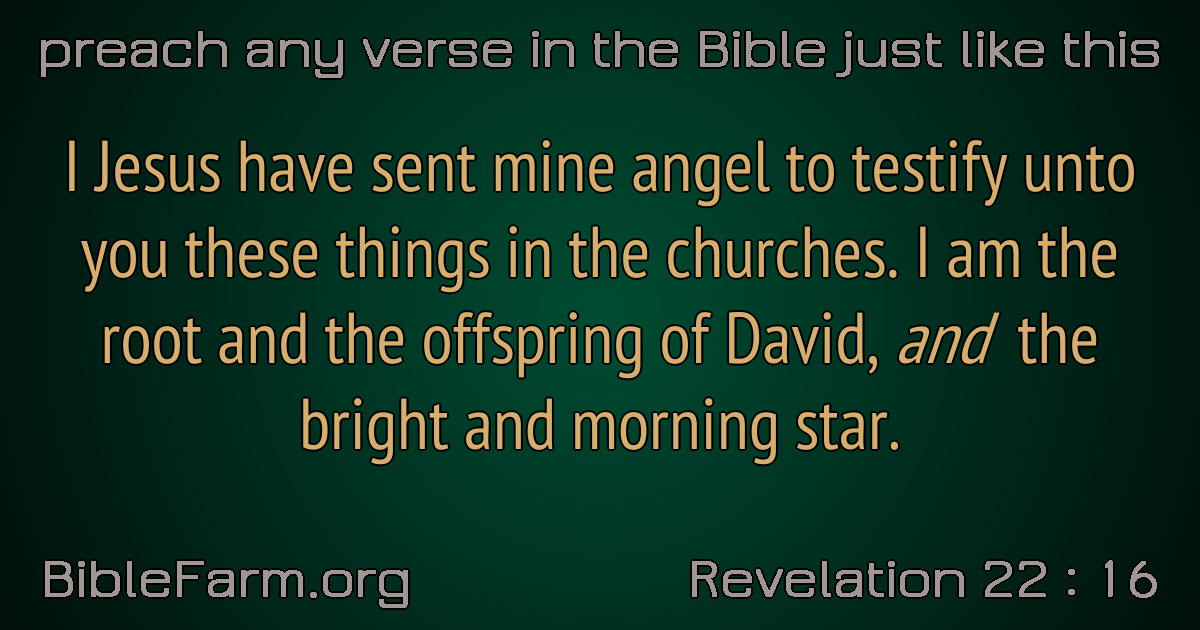 preach any verse in the Bible just like this
I Jesus have sent mine angel to testify unto
you these things in the churches. I am the
root and the offspring of David, and the
bright and morning star.
BibleFarm.org
Revelation 22 : 16